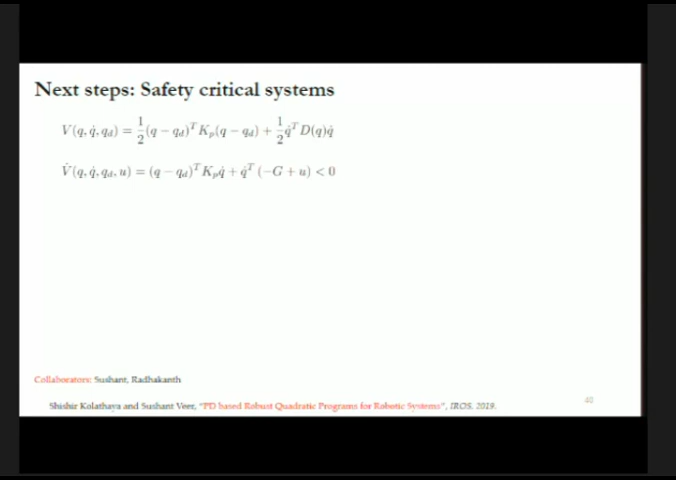 Next steps: Safety critical systems
V(q, q̇, q_d) = 1/2 (q − q_d)^T K_p(q − q_d) + 1/2 q̇^T D(q)q̇
V̇(q, q̇, q_d, u) = (q − q_d)^T K_p q̇ + q̇^T (−G + u) < 0
Collaborators: Sushant, Radhakanth
Shishir Kolathaya and Sushant Veer, "PD based Robust Quadratic Programs for Robotic Systems", IROS, 2019.
40